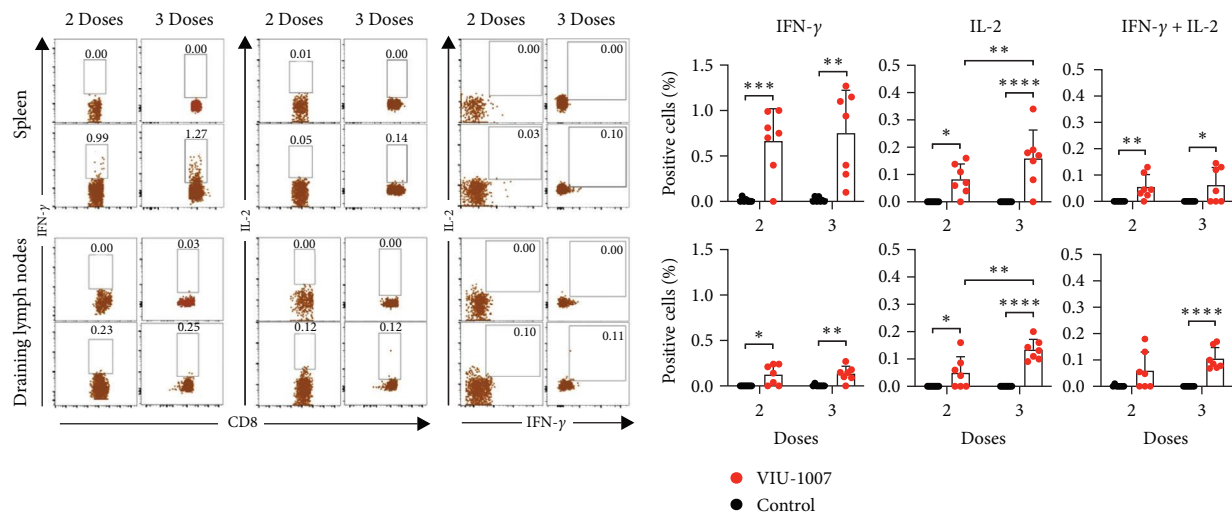 2 Doses 3 Doses 2 Doses 3 Doses 2 Doses 3 Doses
Spleen
IFN-γ
IL-2
IL-2
0.00 0.00 0.01 0.00 0.00 0.00
0.99 1.27 0.05 0.14 0.03 0.10
Draining lymph nodes
0.00 0.03 0.00 0.00 0.00 0.00
0.23 0.25 0.12 0.12 0.10 0.11
CD8 IFN-γ
IFN-γ IL-2 IFN-γ + IL-2
Positive cells (%)
1.5
1.0
0.5
0.0
*** **
2 3
0.5
0.4
0.3
0.2
0.1
0.0
* **** **
2 3
0.5
0.4
0.3
0.2
0.1
0.0
** *
2 3
Positive cells (%)
1.5
1.0
0.5
0.0
* **
2 3
Doses
0.5
0.4
0.3
0.2
0.1
0.0
* **** **
2 3
Doses
0.5
0.4
0.3
0.2
0.1
0.0
****
2 3
Doses
VIU-1007
Control